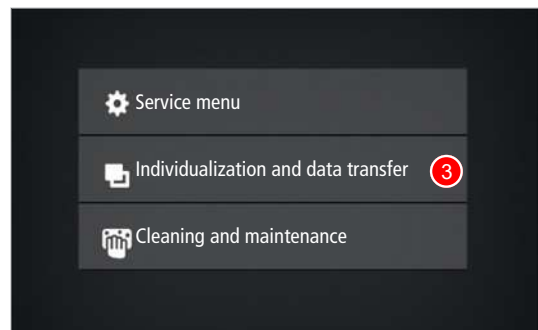 Service menu
Individualization and data transfer 3
Cleaning and maintenance